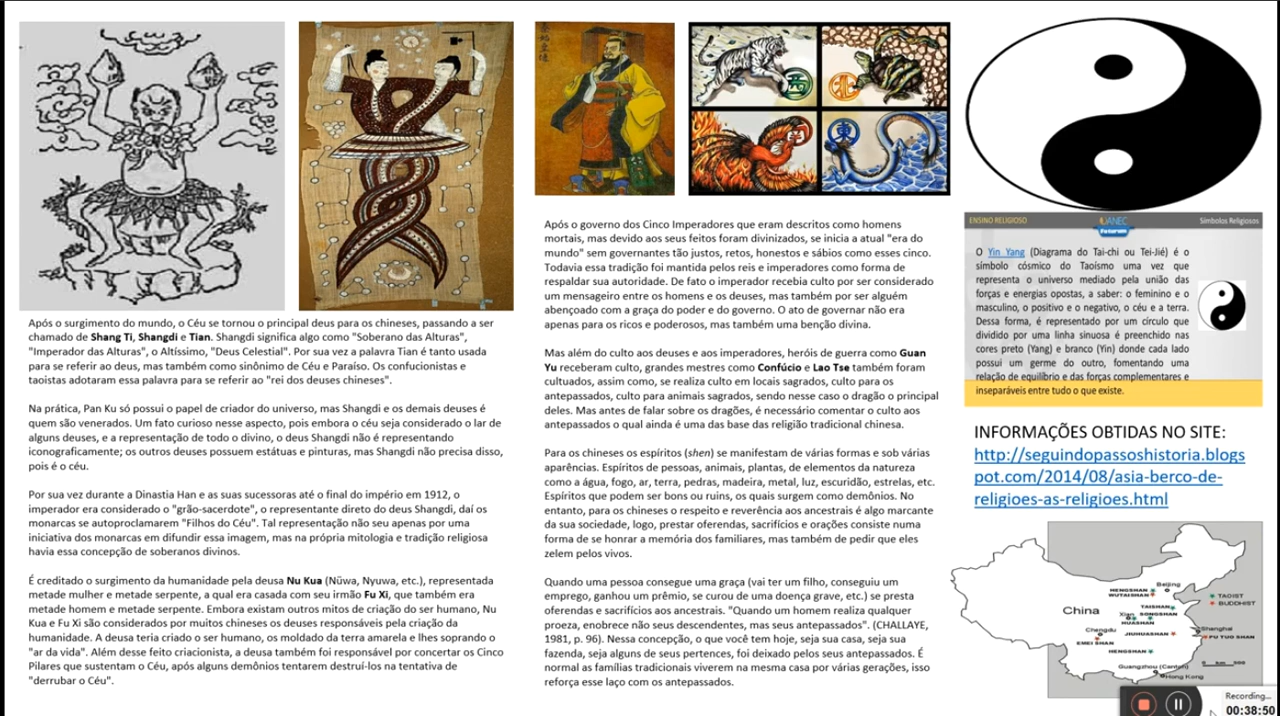 Após o surgimento do mundo, o Céu se tornou o principal deus para os chineses, passando a ser
chamado de Shang Ti, Shangdi e Tian. Shangdi significa algo como "Soberano das Alturas",
"Imperador das Alturas", o Altíssimo, "Deus Celestial". Por sua vez a palavra Tian é tanto usada
para se referir ao deus, mas também como sinônimo de Céu e Paraíso. Os confucionistas e
taoistas adotaram essa palavra para se referir ao "rei dos deuses chineses".
Na prática, Pan Ku só possui o papel de criador do universo, mas Shangdi e os demais deuses é
quem são venerados. Um fato curioso nesse aspecto, pois embora o céu seja considerado o lar de
alguns deuses, e a representação de todo o divino, o deus Shangdi não é representando
iconograficamente; os outros deuses possuem estátuas e pinturas, mas Shangdi não precisa disso,
pois é o céu.
Por sua vez durante a Dinastia Han e as suas sucessoras até o final do império em 1912, o
imperador era considerado o "grão-sacerdote", o representante direto do deus Shangdi, daí os
monarcas se autoproclamarem "Filhos do Céu". Tal representação não seu apenas por uma
iniciativa dos monarcas em difundir essa imagem, mas na própria mitologia e tradição religiosa
havia essa concepção de soberanos divinos.
É creditado o surgimento da humanidade pela deusa Nu Kua (Nüwa, Nyuwa, etc.), representada
metade mulher e metade serpente, a qual era casada com seu irmão Fu Xi, que também era
metade homem e metade serpente. Embora existam outros mitos de criação do ser humano, Nu
Kua e Fu Xi são considerados por muitos chineses os deuses responsáveis pela criação da
humanidade. A deusa teria criado o ser humano, os moldado da terra amarela e lhes soprando o
"ar da vida". Além desse feito criacionista, a deusa também foi responsável por concertar os Cinco
Pilares que sustentam o Céu, após alguns demônios tentarem destruí-los na tentativa de
"derrubar o Céu".
Após o governo dos Cinco Imperadores que eram descritos como homens
mortais, mas devido aos seus feitos foram divinizados, se inicia a atual "era do
mundo" sem governantes tão justos, retos, honestos e sábios como esses cinco.
Todavia essa tradição foi mantida pelos reis e imperadores como forma de
respaldar sua autoridade. De fato o imperador recebia culto por ser considerado
um mensageiro entre os homens e os deuses, mas também por ser alguém
abençoado com a graça do poder e do governo. O ato de governar não era
apenas para os ricos e poderosos, mas também uma benção divina.
Mas além do culto aos deuses e aos imperadores, heróis de guerra como Guan
Yu receberam culto, grandes mestres como Confúcio e Lao Tse também foram
cultuados, assim como, se realiza culto em locais sagrados, culto para os
antepassados, culto para animais sagrados, sendo nesse caso o dragão o principal
deles. Mas antes de falar sobre os dragões, é necessário comentar o culto aos
antepassados o qual ainda é uma das base das religião tradicional chinesa.
Para os chineses os espíritos (shen) se manifestam de várias formas e sob várias
aparências. Espíritos de pessoas, animais, plantas, de elementos da natureza
como a água, fogo, ar, terra, pedras, madeira, metal, luz, escuridão, estrelas, etc.
Espíritos que podem ser bons ou ruins, os quais surgem como demônios. No
entanto, para os chineses o respeito e reverência aos ancestrais é algo marcante
da sua sociedade, logo, prestar oferendas, sacrifícios e orações consiste numa
forma de se honrar a memória dos familiares, mas também de pedir que eles
zelem pelos vivos.
Quando uma pessoa consegue uma graça (vai ter um filho, conseguiu um
emprego, ganhou um prêmio, se curou de uma doença grave, etc.) se presta
oferendas e sacrifícios aos ancestrais. "Quando um homem realiza qualquer
proeza, enobrece não seus descendentes, mas seus antepassados". (CHALLAYE,
1981, p. 96). Nessa concepção, o que você tem hoje, seja sua casa, seja sua
fazenda, seja alguns de seus pertences, foi deixado pelos seus antepassados. É
normal as famílias tradicionais viverem na mesma casa por várias gerações, isso
reforça esse laço com os antepassados.
ENSINO RELIGIOSO
ANEC
Símbolos Religiosos
O Yin Yang (Diagrama do Tai-chi ou Tei-Jié) é o
símbolo cósmico do Taoísmo uma vez que
representa o universo mediado pela união das
forças e energias opostas, a saber: o feminino e o
masculino, o positivo e o negativo, o céu e a terra.
Dessa forma, é representado por um círculo que
dividido por uma linha sinuosa é preenchido nas
cores preto (Yang) e branco (Yin) donde cada lado
possui um germe do outro, fomentando uma
relação de equilíbrio e das forças complementares e
inseparáveis entre tudo o que existe.
INFORMAÇÕES OBTIDAS NO SITE:
http://seguindopassoshistoria.blogs
pot.com/2014/08/asia-berco-de-
religioes-as-religioes.html
Beijing
HENGSHAN
WUTAISHAN
TAOIST
BUDDHIST
TAISHAN
China
Xian
SONGSHAN
HUASHAN
Chengdu
JIUHUASHAN
Shanghai
PU TUO SHAN
EMEI SHAN
HENGSHAN
Guangzhou (Canton)
Hong Kong
Recording...
00:38:50